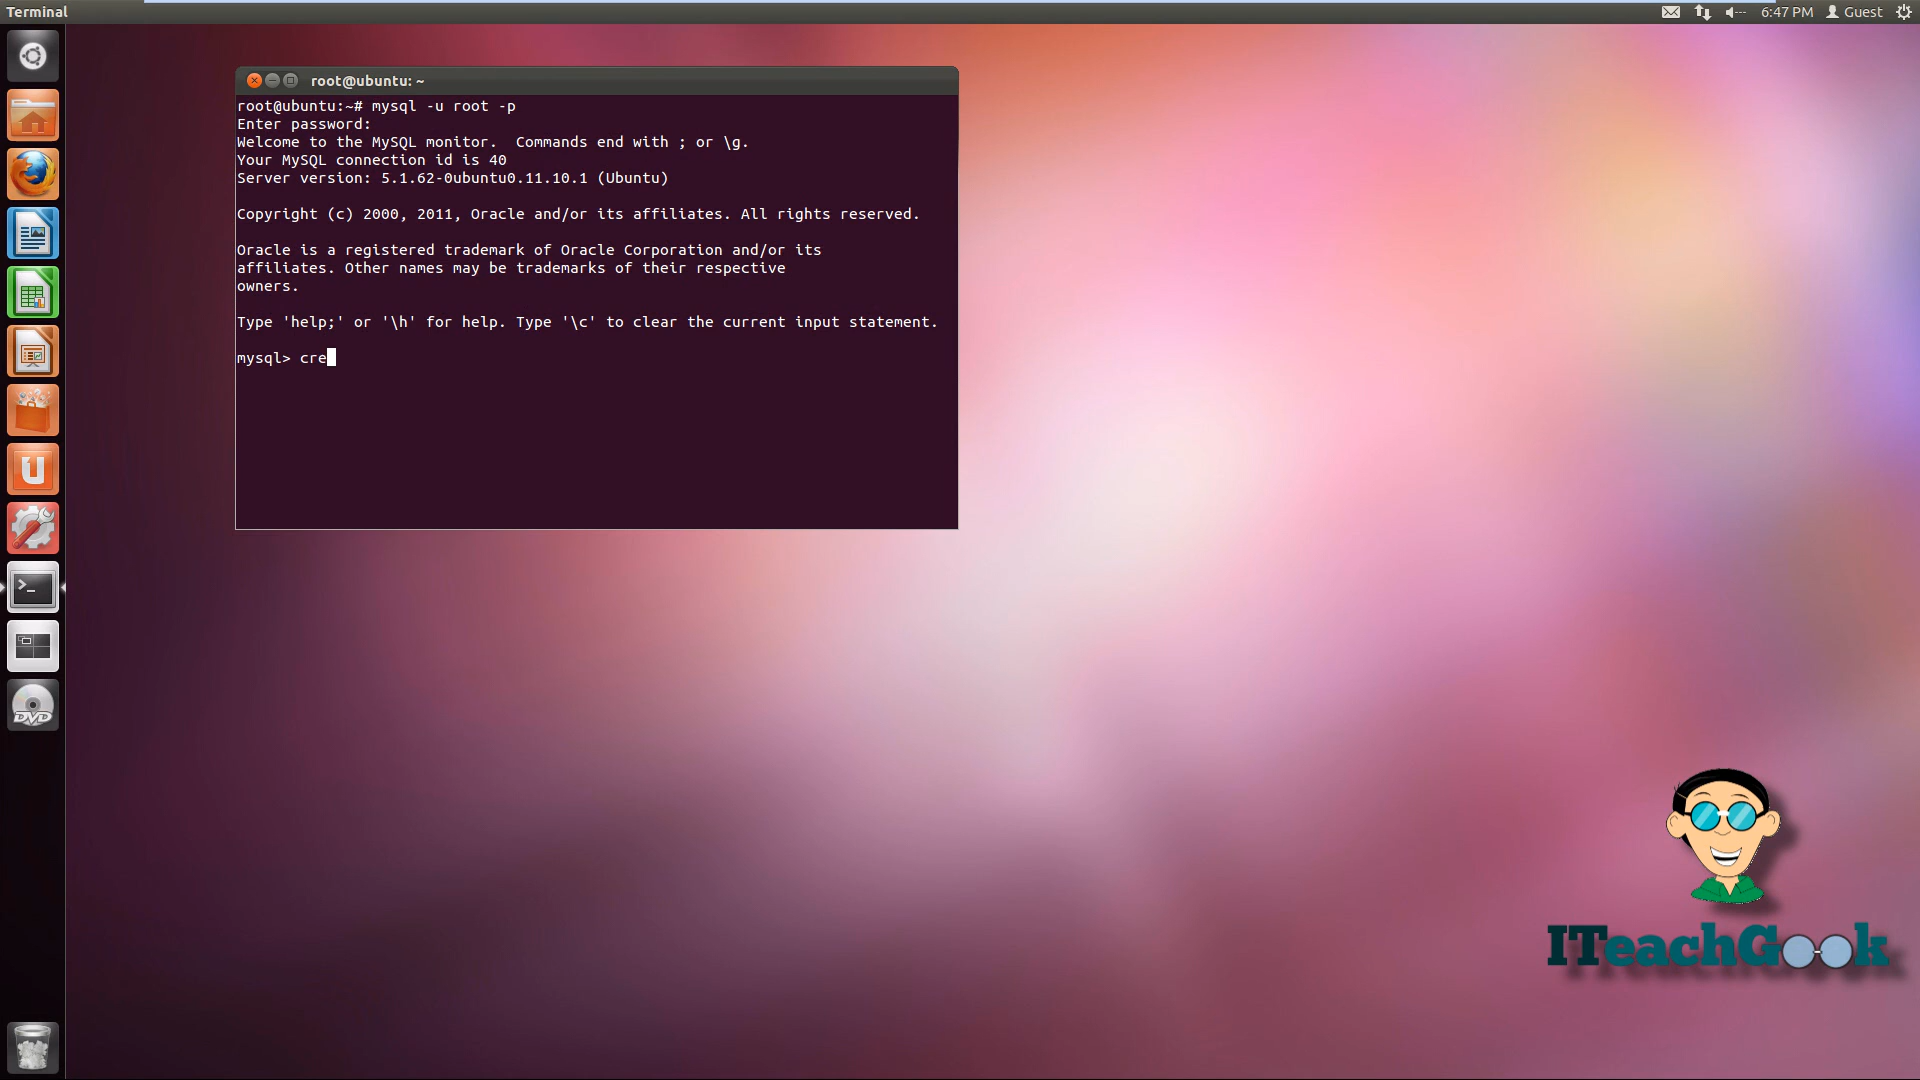 Terminal
6:47 PM
Guest
root@ubuntu: ~
root@ubuntu:~# mysql -u root -p
Enter password:
Welcome to the MySQL monitor.  Commands end with ; or \g.
Your MySQL connection id is 40
Server version: 5.1.62-0ubuntu0.11.10.1 (Ubuntu)
Copyright (c) 2000, 2011, Oracle and/or its affiliates. All rights reserved.
Oracle is a registered trademark of Oracle Corporation and/or its
affiliates. Other names may be trademarks of their respective
owners.
Type 'help;' or '\h' for help. Type '\c' to clear the current input statement.
mysql> cre
U
>_
DVD
ITeachGook